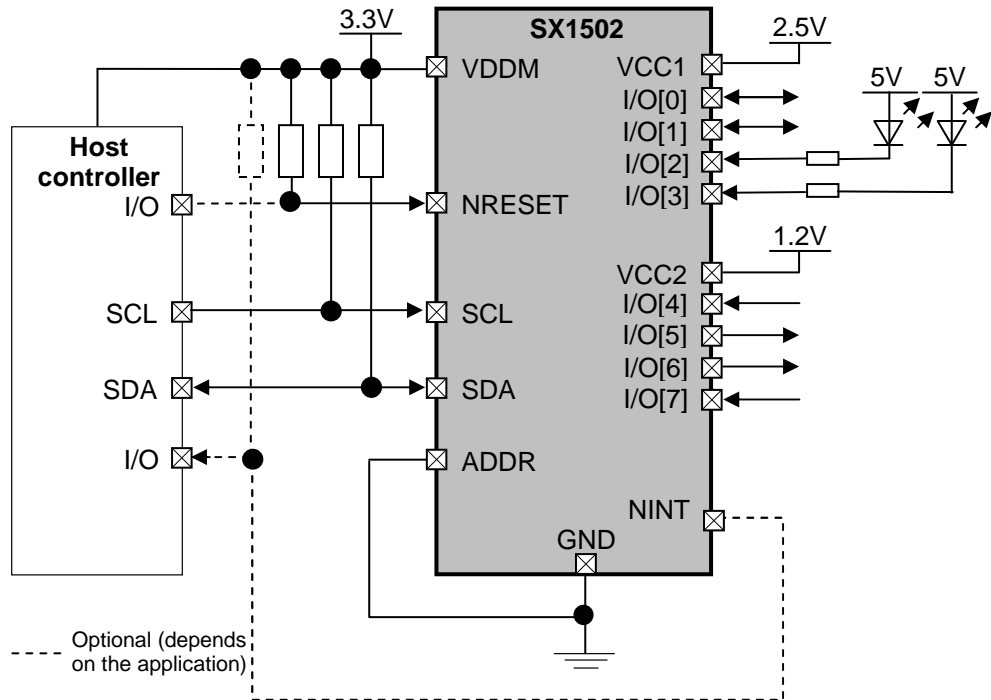 3.3V
SX1502
2.5V
VDDM
VCC1
5V 5V
I/O[0]
I/O[1]
Host
controller
I/O[2]
I/O[3]
I/O
NRESET
1.2V
VCC2
I/O[4]
SCL
SCL
I/O[5]
I/O[6]
SDA
SDA
I/O[7]
I/O
ADDR
NINT
GND
Optional (depends
on the application)